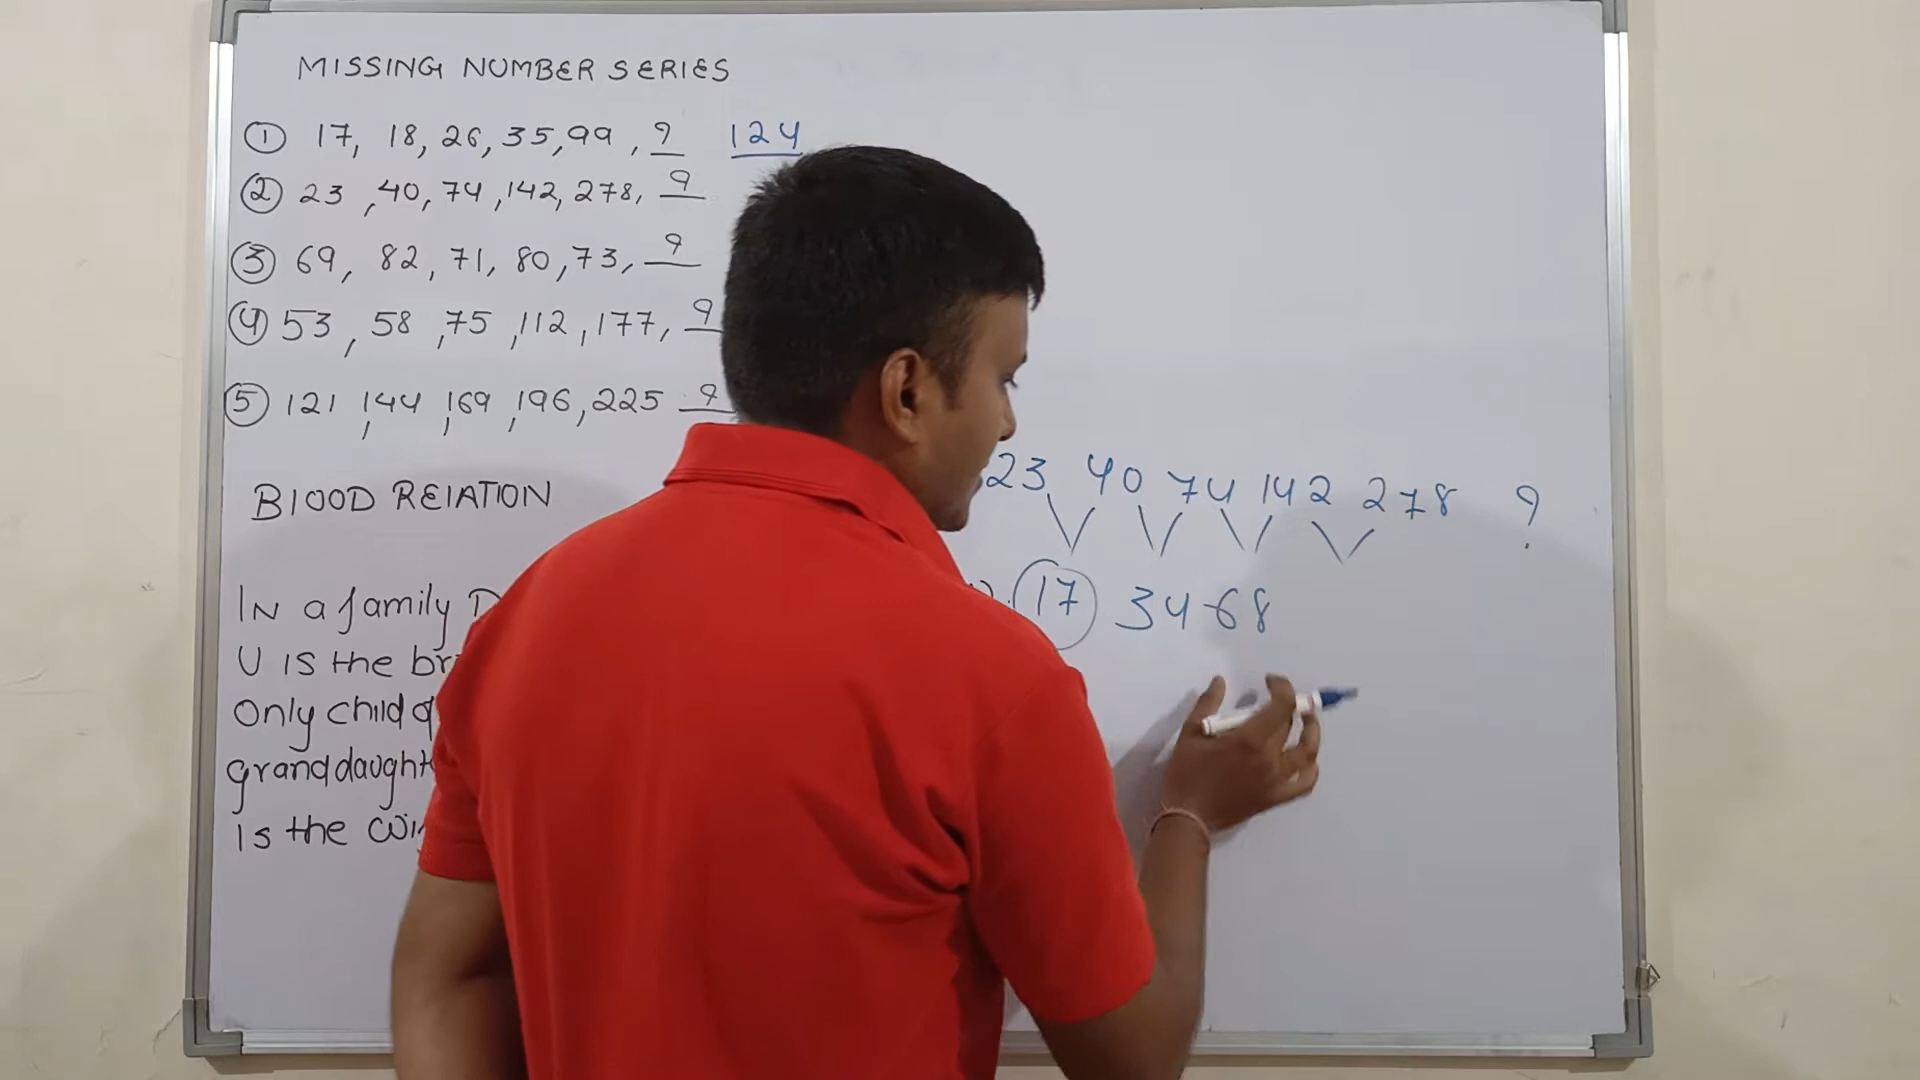 MISSING NUMBER SERIES
① 17, 18, 26, 35, 99, ? 124
② 23, 40, 74, 142, 278, ?
③ 69, 82, 71, 80, 73, ?
④ 53, 58, 75, 112, 177, ?
⑤ 121, 144, 169, 196, 225 ?
23 40 74 142 278 ?
17 34 68
BLOOD RELATION
IN a family
U IS the
Only child
Is the